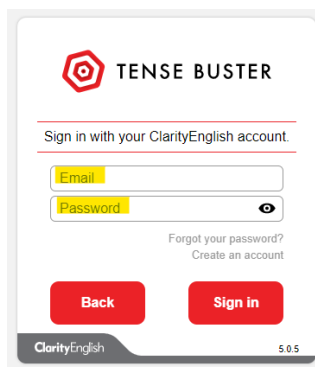 TENSE BUSTER
Sign in with your ClarityEnglish account.
Email
Password
Forgot your password?
Create an account
Back
Sign in
ClarityEnglish
5.0.5